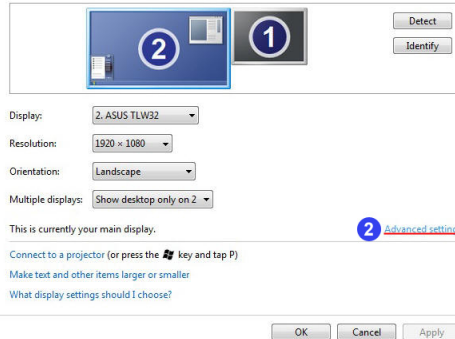 2
1
Detect
Identify
Display: 2. ASUS TLW32
Resolution: 1920 × 1080
Orientation: Landscape
Multiple displays: Show desktop only on 2
This is currently your main display. 2 Advanced setting
Connect to a projector (or press the key and tap P)
Make text and other items larger or smaller
What display settings should I choose?
OK Cancel Apply